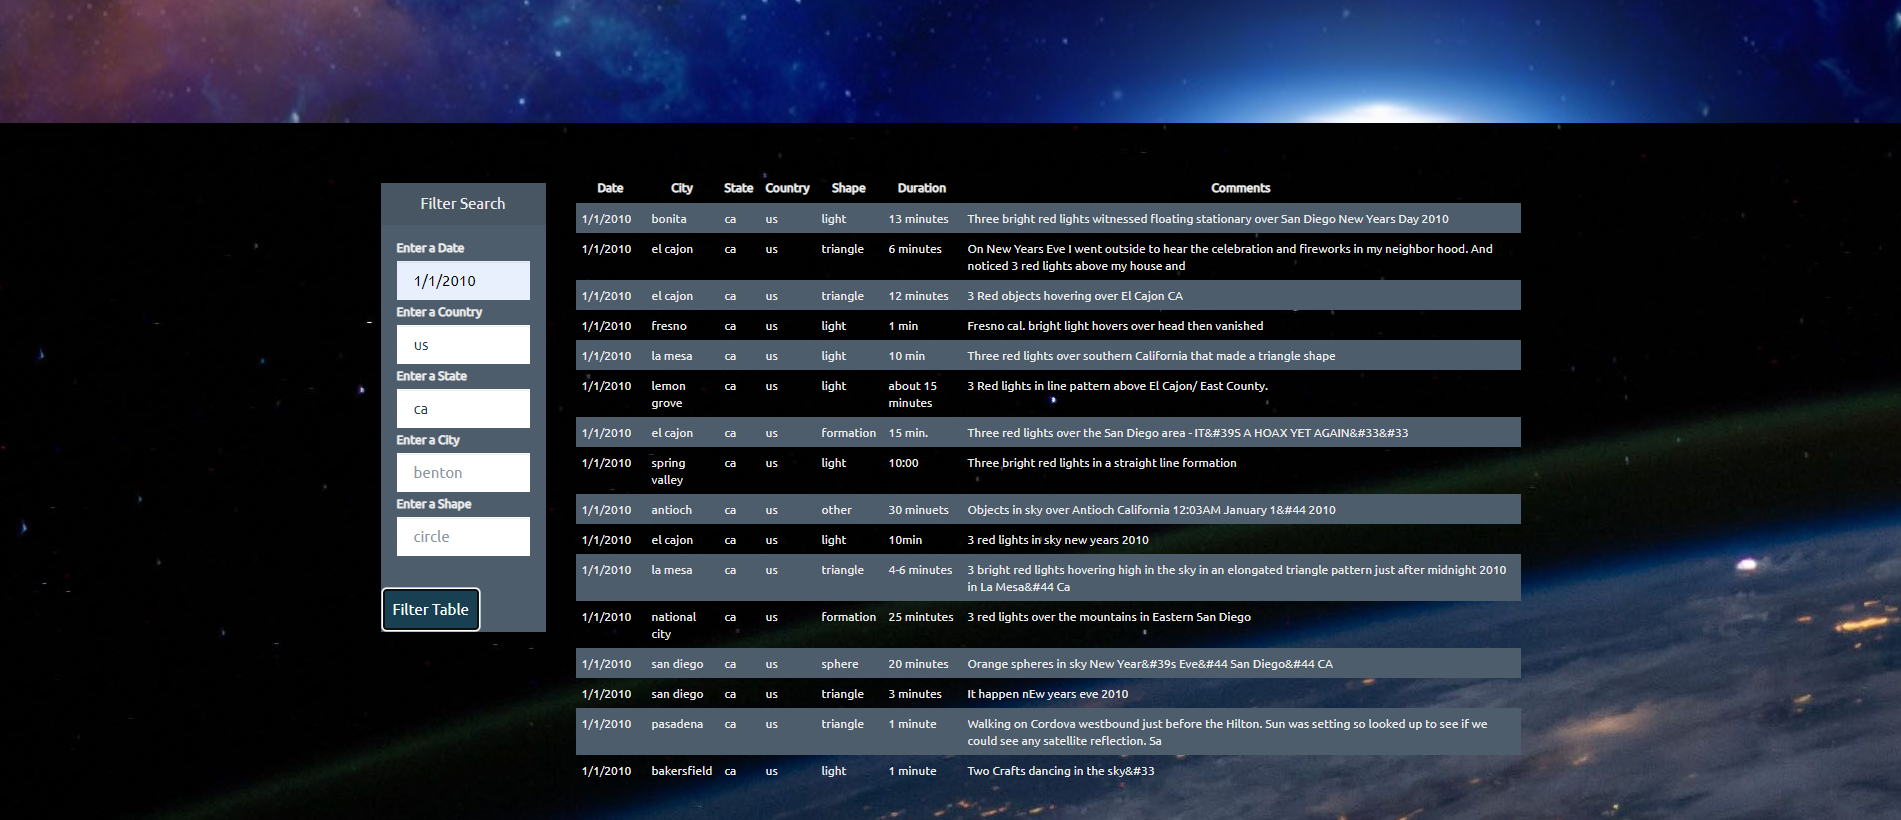 Filter Search
Enter a Date
1/1/2010
Enter a Country
us
Enter a State
ca
Enter a City
benton
Enter a Shape
circle
Filter Table
Date City State Country Shape Duration Comments
1/1/2010 bonita ca us light 13 minutes Three bright red lights witnessed floating stationary over San Diego New Years Day 2010
1/1/2010 el cajon ca us triangle 6 minutes On New Years Eve I went outside to hear the celebration and fireworks in my neighbor hood. And
noticed 3 red lights above my house and
1/1/2010 el cajon ca us triangle 12 minutes 3 Red objects hovering over El Cajon CA
1/1/2010 fresno ca us light 1 min Fresno cal. bright light hovers over head then vanished
1/1/2010 la mesa ca us light 10 min Three red lights over southern California that made a triangle shape
1/1/2010 lemon ca us light about 15 3 Red lights in line pattern above El Cajon/ East County.
grove minutes
1/1/2010 el cajon ca us formation 15 min. Three red lights over the San Diego area - IT&#39S A HOAX YET AGAIN&#33&#33
1/1/2010 spring ca us light 10:00 Three bright red lights in a straight line formation
valley
1/1/2010 antioch ca us other 30 minuets Objects in sky over Antioch California 12:03AM January 1&#44 2010
1/1/2010 el cajon ca us light 10min 3 red lights in sky new years 2010
1/1/2010 la mesa ca us triangle 4-6 minutes 3 bright red lights hovering high in the sky in an elongated triangle pattern just after midnight 2010
in La Mesa&#44 Ca
1/1/2010 national ca us formation 25 mintutes 3 red lights over the mountains in Eastern San Diego
city
1/1/2010 san diego ca us sphere 20 minutes Orange spheres in sky New Year&#39s Eve&#44 San Diego&#44 CA
1/1/2010 san diego ca us triangle 3 minutes It happen nEw years eve 2010
1/1/2010 pasadena ca us triangle 1 minute Walking on Cordova westbound just before the Hilton. Sun was setting so looked up to see if we
could see any satellite reflection. Sa
1/1/2010 bakersfield ca us light 1 minute Two Crafts dancing in the sky&#33